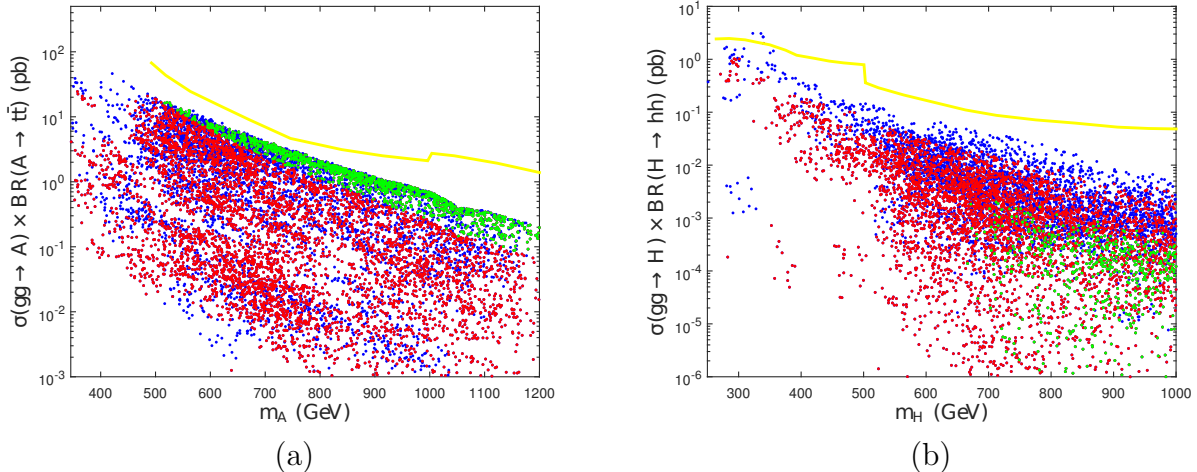 σ(gg → A) × BR(A → tt̄) (pb)
10²
10¹
10⁰
10⁻¹
10⁻²
10⁻³
400 500 600 700 800 900 1000 1100 1200
m_A (GeV)
(a)
σ(gg → H) × BR(H → hh) (pb)
10¹
10⁰
10⁻¹
10⁻²
10⁻³
10⁻⁴
10⁻⁵
10⁻⁶
300 400 500 600 700 800 900 1000
m_H (GeV)
(b)